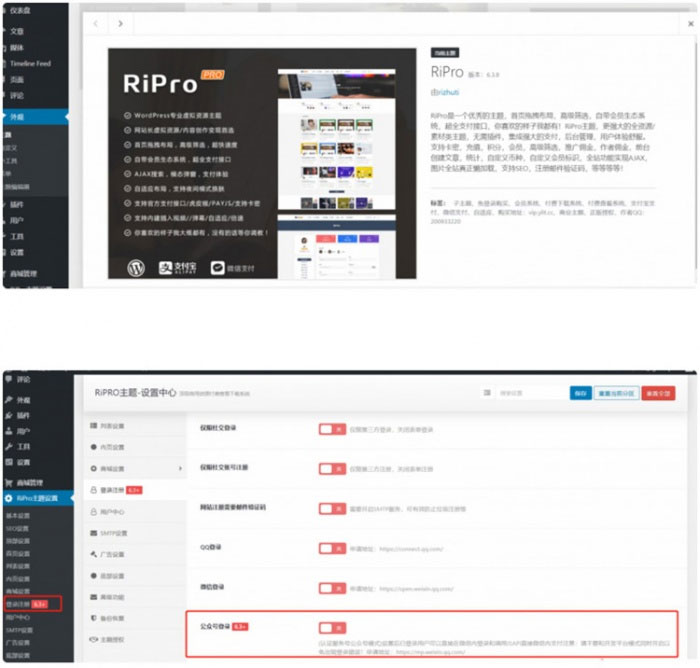 仪表盘
文章
媒体
Timeline Feed
页面
评论
外观
插件
用户
工具
设置
商城管理
RiPro PRO
WordPress专业虚拟资源主题
网站长虚拟资源/内容创作变现首选
首页拖拽布局,高级筛选,超快速度
自带会员生态系统,超全支付接口
AJAX搜索,模态弹窗,支付体验
自适应布局,支持夜间模式换肤
支持官方支付接口/虎皮椒/PAYJS/支持卡密
支持内建插入视频//弹幕/自适应/倍速
你喜欢的样子我大概都有,没有的话等你调教!
支付宝
ALIPAY
微信支付
当前主题
RiPro 版本:6.3.8
由rizhuti
RiPro是一个优秀的主题,首页拖拽布局,高级筛选,自带会员生态系
统,超全支付接口,你喜欢的样子我都有!RiPro主题,更强大的全资源/
素材类主题,无需插件,集成强大的支付,后台管理,用户体验舒服。
支持卡密,充值,积分,会员,高级筛选,推广佣金,作者佣金,前台
创建文章,统计,自定义币种,自定义会员标识,全站功能实现AJAX,
图片全站真正懒加载,支持SEO,注册邮件验证码,等等等等!
标签:
评论
外观
插件
用户
工具
设置
商城管理
RiPro主题设置
基本设置
SEO设置
顶部设置
首页设置
列表设置
内页设置
商城设置
登录注册 6.3+
用户中心
SMTP设置
广告设置
底部设置
RiPRO主题-设置中心
保存
重置当前分区
重置全部
列表设置
内页设置
商城设置
登录注册 6.3+
用户中心
SMTP设置
广告设置
底部设置
高级功能
备份恢复
主题授权
仅限社交登录
仅限第三方登录,关闭表单登录
仅限社交账号注册
仅限第三方注册,关闭表单注册
网站注册需要邮件验证码
需要开启SMTP服务,可有效防止垃圾注册等
QQ登录
申请地址:https://connect.qq.com/
微信登录
申请地址:https://open.weixin.qq.com/
公众号登录 6.3+
申请地址:https://mp.weixin.qq.com/